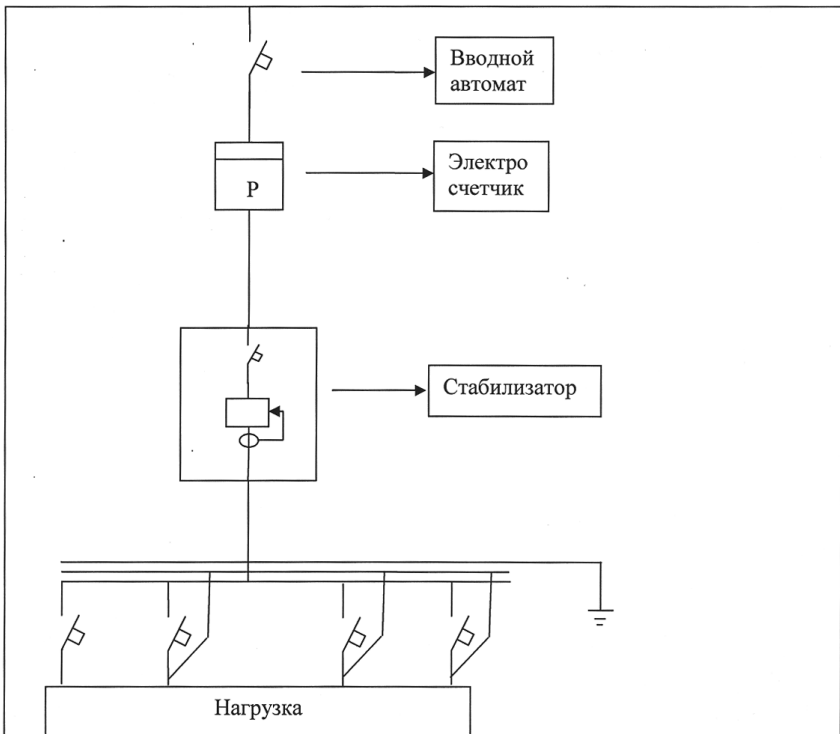 Вводной
автомат
Электро
счетчик
P
Стабилизатор
Нагрузка